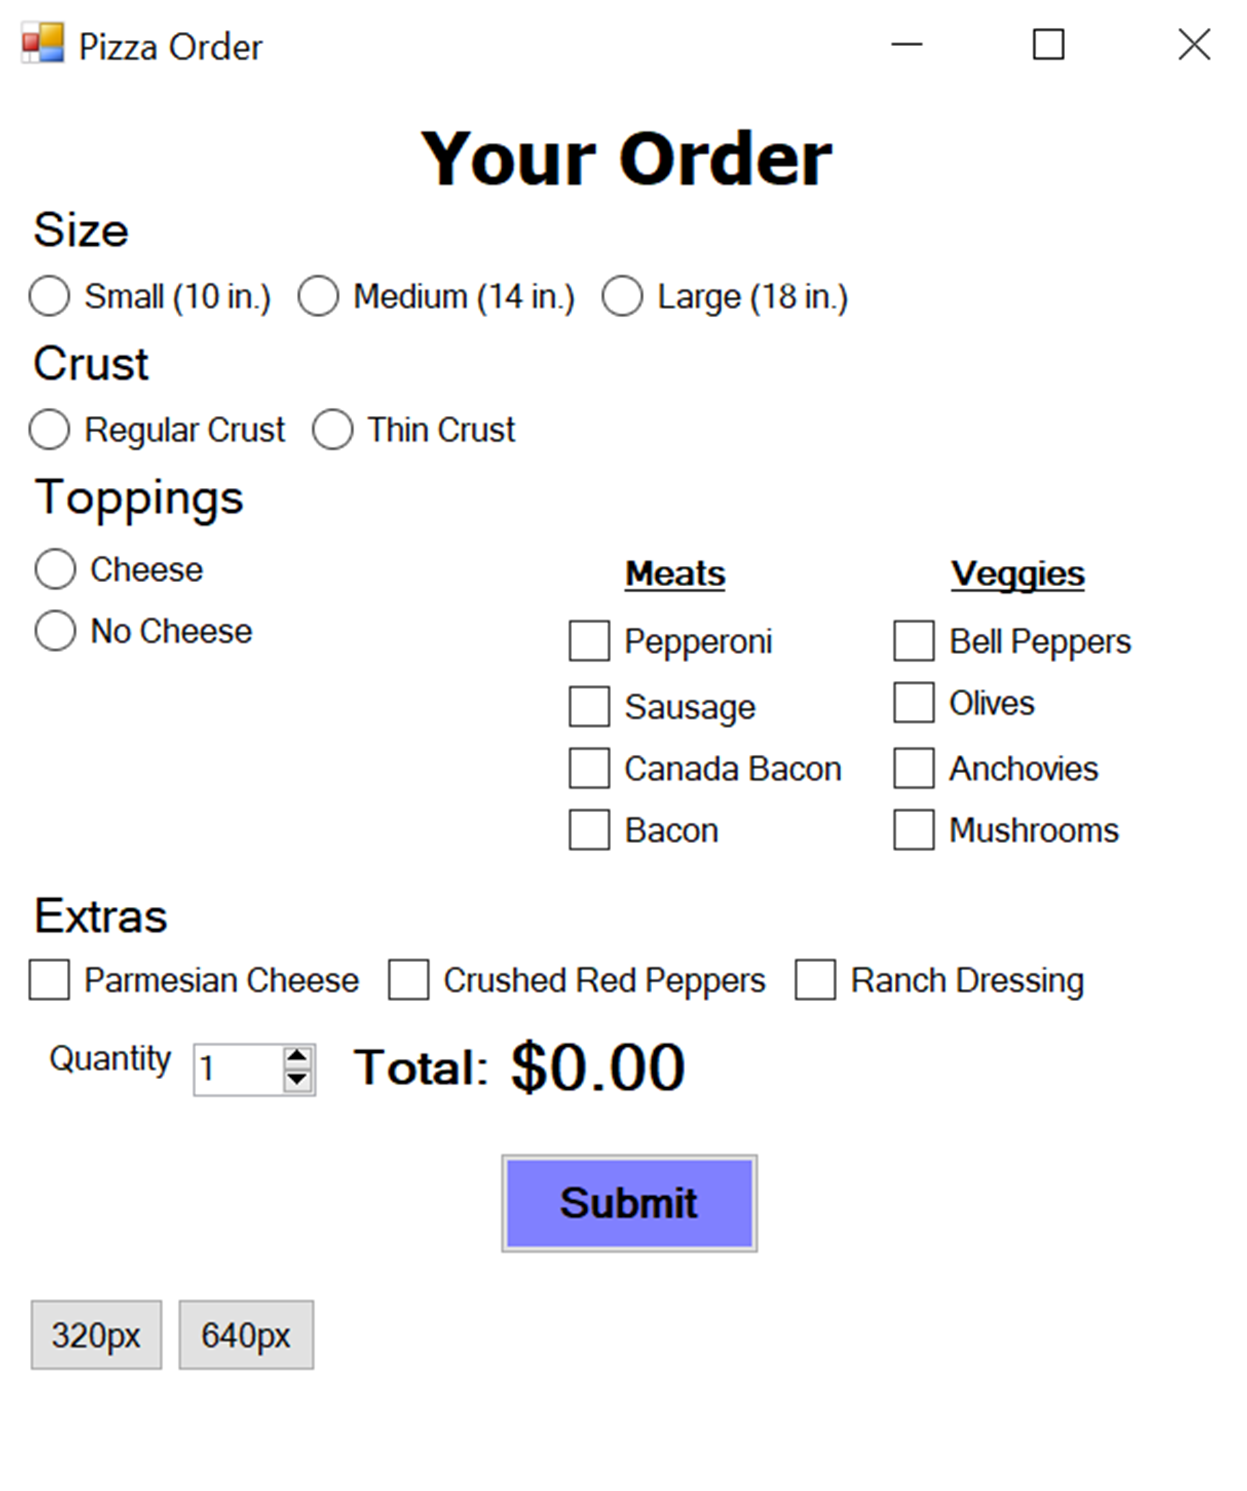 Pizza Order
Your Order
Size
Small (10 in.) Medium (14 in.) Large (18 in.)
Crust
Regular Crust Thin Crust
Toppings
Cheese
No Cheese
Meats
Pepperoni
Sausage
Canada Bacon
Bacon
Veggies
Bell Peppers
Olives
Anchovies
Mushrooms
Extras
Parmesian Cheese Crushed Red Peppers Ranch Dressing
Quantity 1 Total: $0.00
Submit
320px 640px